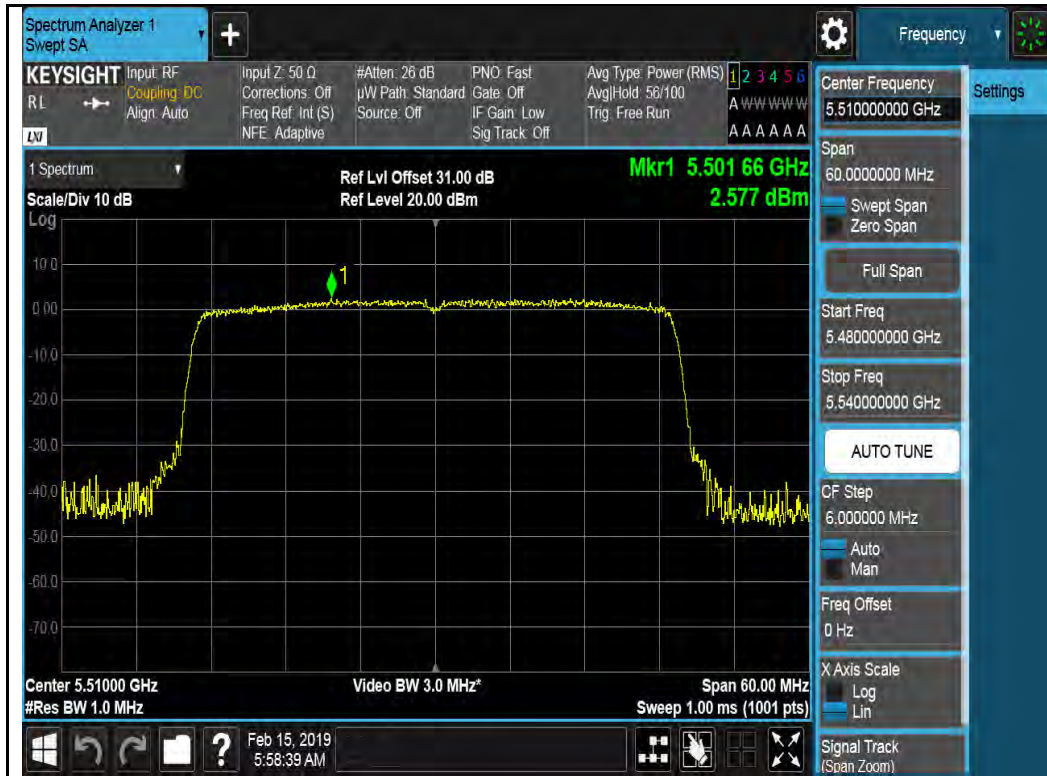 Spectrum Analyzer 1
Swept SA
+
Frequency
KEYSIGHT
RL
LXI
Input: RF
Coupling: DC
Align: Auto
Input Z: 50 Ω
Corrections: Off
Freq Ref: Int (S)
NFE: Adaptive
#Atten: 26 dB
µW Path: Standard
Source: Off
PNO: Fast
Gate: Off
IF Gain: Low
Sig Track: Off
Avg Type: Power (RMS)
Avg|Hold: 56/100
Trig: Free Run
1 2 3 4 5 6
A W W W W W
A A A A A A
1 Spectrum
Scale/Div 10 dB
Log
Ref Lvl Offset 31.00 dB
Ref Level 20.00 dBm
Mkr1 5.501 66 GHz
2.577 dBm
1
10.0
0.00
-10.0
-20.0
-30.0
-40.0
-50.0
-60.0
-70.0
Center 5.51000 GHz
#Res BW 1.0 MHz
Video BW 3.0 MHz*
Span 60.00 MHz
Sweep 1.00 ms (1001 pts)
?
Feb 15, 2019
5:58:39 AM
Center Frequency
5.510000000 GHz
Span
60.0000000 MHz
Swept Span
Zero Span
Full Span
Start Freq
5.480000000 GHz
Stop Freq
5.540000000 GHz
AUTO TUNE
CF Step
6.000000 MHz
Auto
Man
Freq Offset
0 Hz
X Axis Scale
Log
Lin
Signal Track
(Span Zoom)
Settings